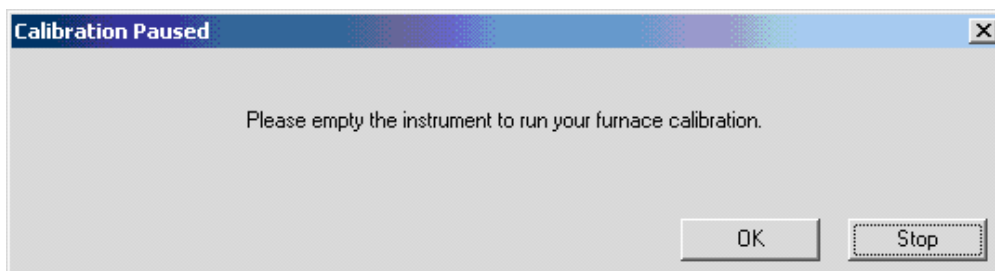 Calibration Paused
Please empty the instrument to run your furnace calibration.
OK
Stop